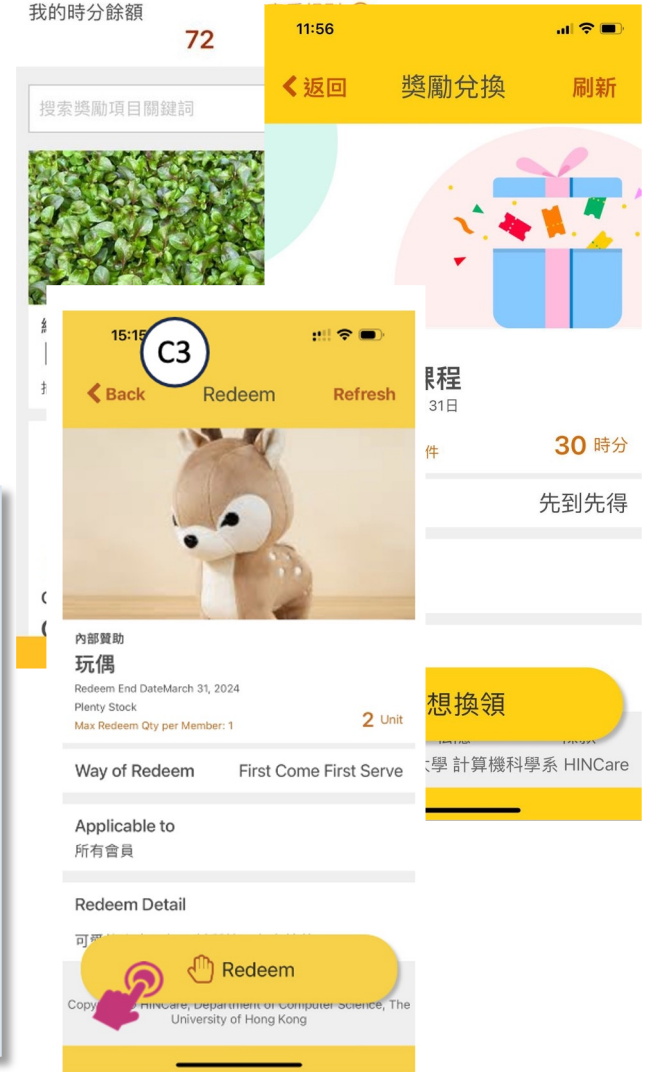 我的時分餘額
72
搜索獎勵項目關鍵詞
11:56
返回
獎勵兌換
刷新
31日
件
30 時分
先到先得
想換領
計算機科學系 HINCare
15:15
C3
Back
Redeem
Refresh
內部贊助
玩偶
Redeem End DateMarch 31, 2024
Plenty Stock
Max Redeem Qty per Member: 1
2 Unit
Way of Redeem
First Come First Serve
Applicable to
所有會員
Redeem Detail
Redeem
HINCare, Department of Computer Science, The
University of Hong Kong